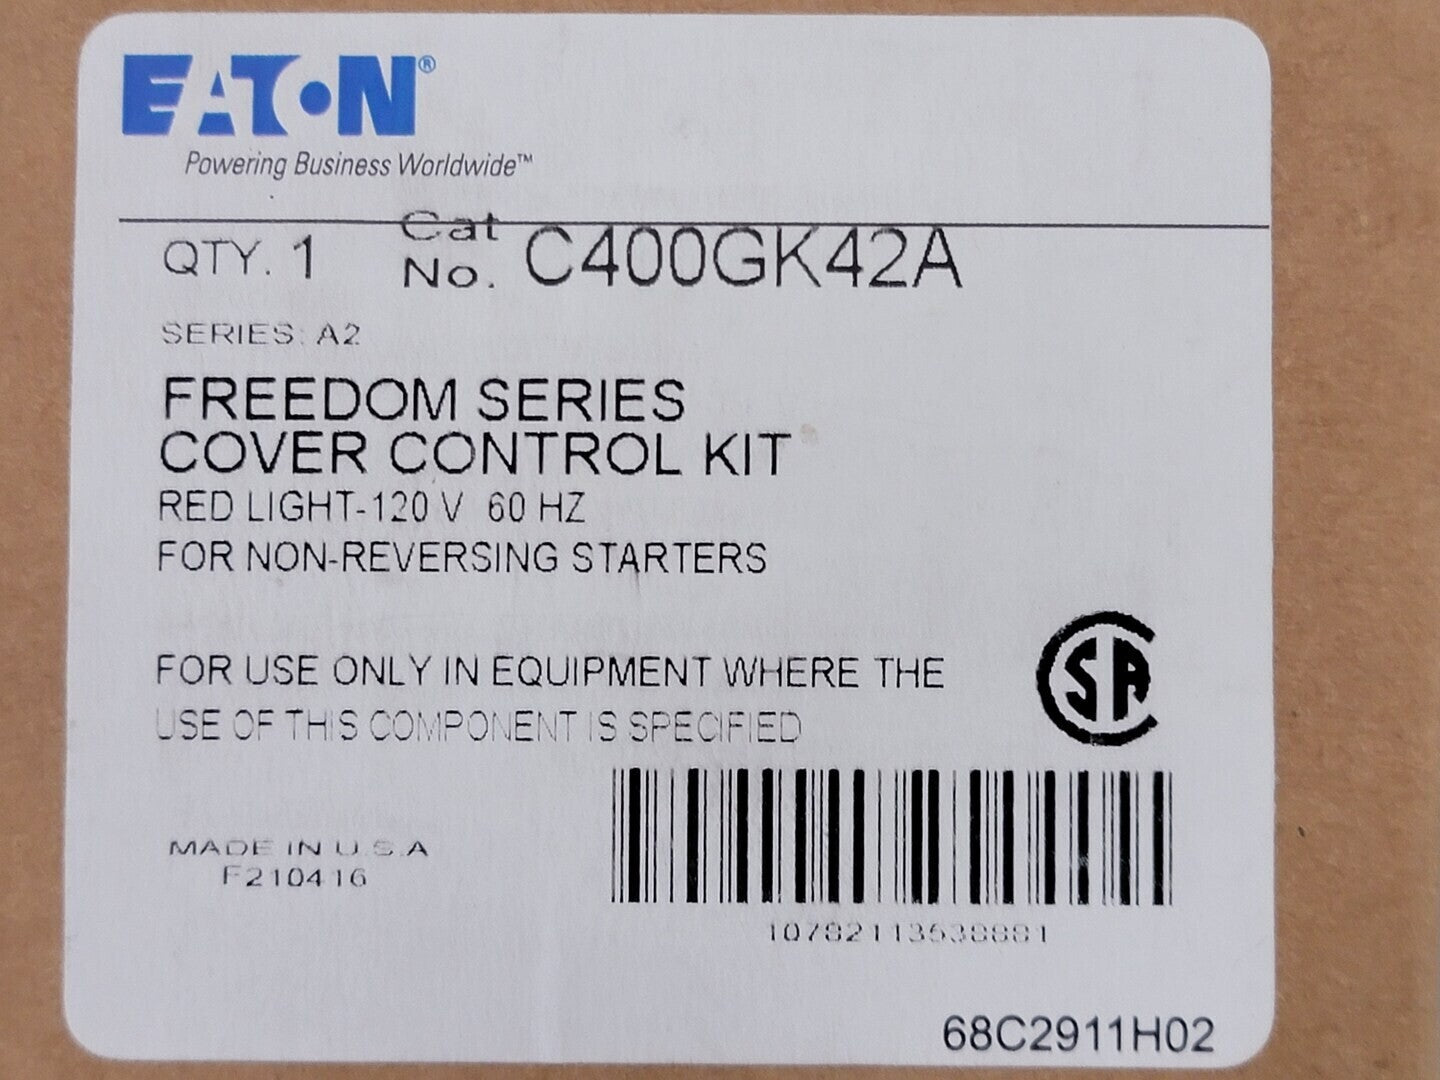 EATON®
Powering Business Worldwide™
QTY. 1 Cat No. C400GK42A
SERIES: A2
FREEDOM SERIES
COVER CONTROL KIT
RED LIGHT-120 V 60 HZ
FOR NON-REVERSING STARTERS
FOR USE ONLY IN EQUIPMENT WHERE THE
USE OF THIS COMPONENT IS SPECIFIED
CSA
MADE IN U.S.A
F210416
68C2911H02